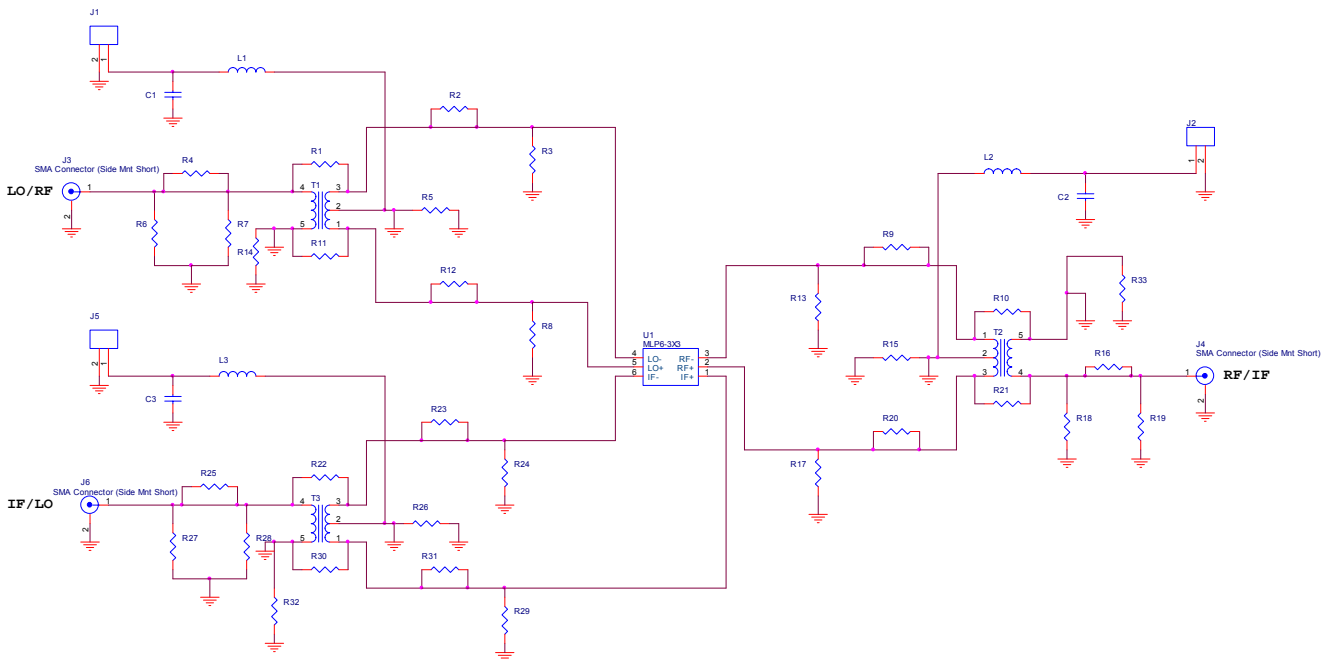 J1
2
1
L1
C1
R2
R3
J3
SMA Connector (Side Mnt Short)
LO/RF
1
2
R4
R6
R7
R14
R1
T1
4
3
2
5
1
R11
R5
R12
R8
J2
1
2
L2
C2
R9
R13
R10
T2
1
5
2
3
4
R33
R15
R21
R16
J4
SMA Connector (Side Mnt Short)
RF/IF
1
2
R18
R19
R20
R17
U1
MLP6-3X3
4
LO-
RF-
3
5
LO+
RF+
2
6
IF-
IF+
1
J5
2
1
L3
C3
R23
R24
J6
SMA Connector (Side Mnt Short)
IF/LO
1
2
R25
R27
R28
R22
T3
4
3
2
5
1
R30
R26
R31
R32
R29